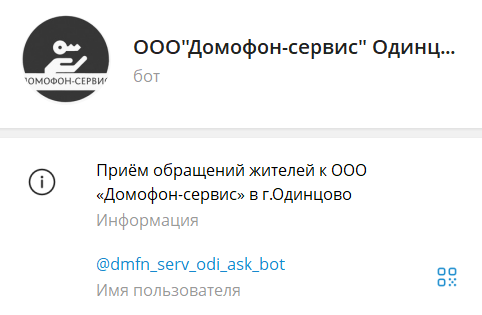 ООО"Домофон-сервис" Одинц...
бот
ДОМОФОН-СЕРВИС
Приём обращений жителей к ООО
«Домофон-сервис» в г.Одинцово
Информация
@dmfn_serv_odi_ask_bot
Имя пользователя